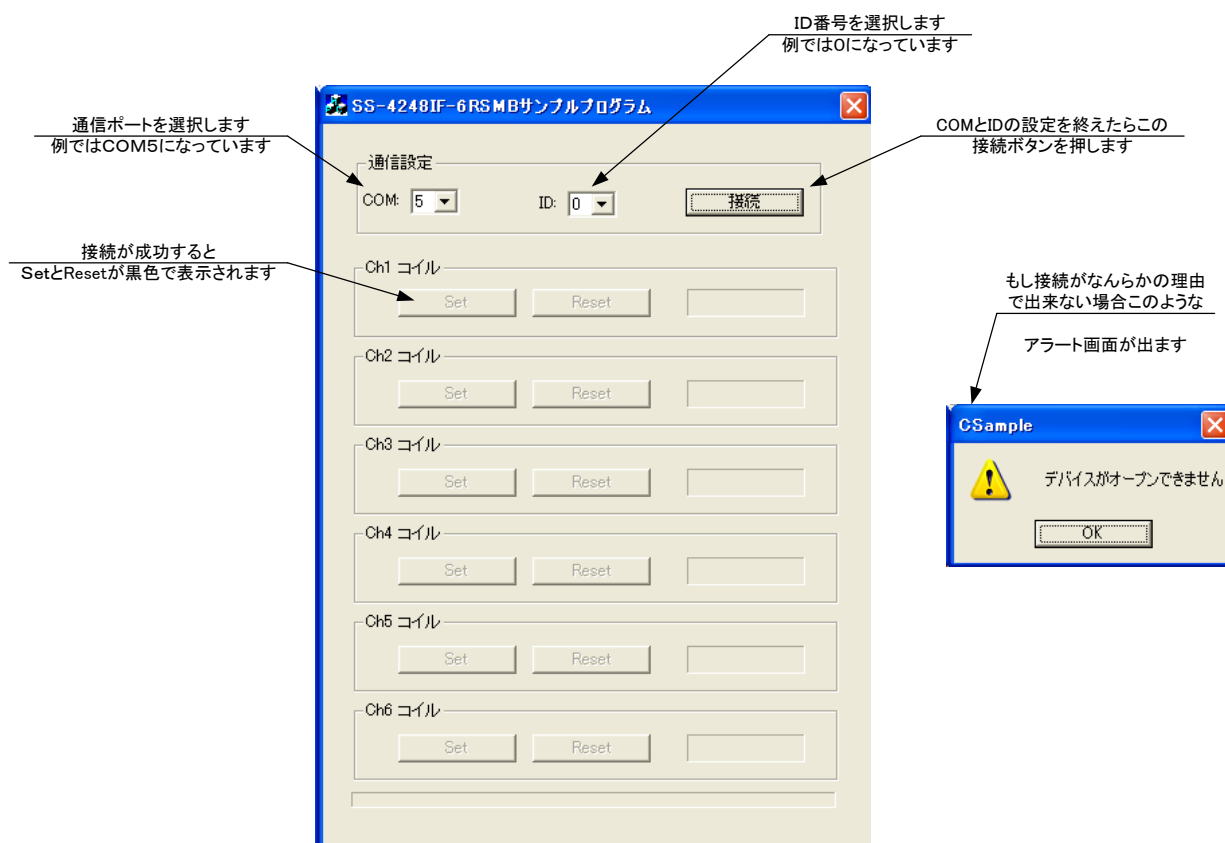 ID番号を選択します
例では0になっています
SS-4248IF-6RSMBサンプルプログラム
通信ポートを選択します
例ではCOM5になっています
COMとIDの設定を終えたらこの
接続ボタンを押します
通信設定
COM: 5 ID: 0 接続
接続が成功すると
SetとResetが黒色で表示されます
Ch1 コイル
Set Reset
もし接続がなんらかの理由
で出来ない場合このような
アラート画面が出ます
Ch2 コイル
Set Reset
CSample
デバイスがオープンできません
OK
Ch3 コイル
Set Reset
Ch4 コイル
Set Reset
Ch5 コイル
Set Reset
Ch6 コイル
Set Reset